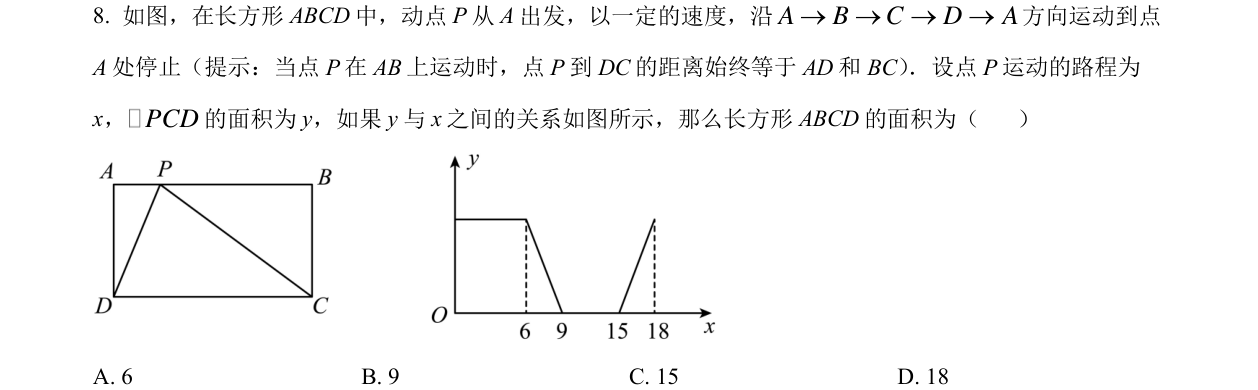 8. 如图，在长方形 ABCD 中，动点 P 从 A 出发，以一定的速度，沿 A → B → C → D → A 方向运动到点
A 处停止（提示：当点 P 在 AB 上运动时，点 P 到 DC 的距离始终等于 AD 和 BC）．设点 P 运动的路程为
x，□PCD 的面积为 y，如果 y 与 x 之间的关系如图所示，那么长方形 ABCD 的面积为（ ）
A P B
D C
y
O 6 9 15 18 x
A. 6 B. 9 C. 15 D. 18